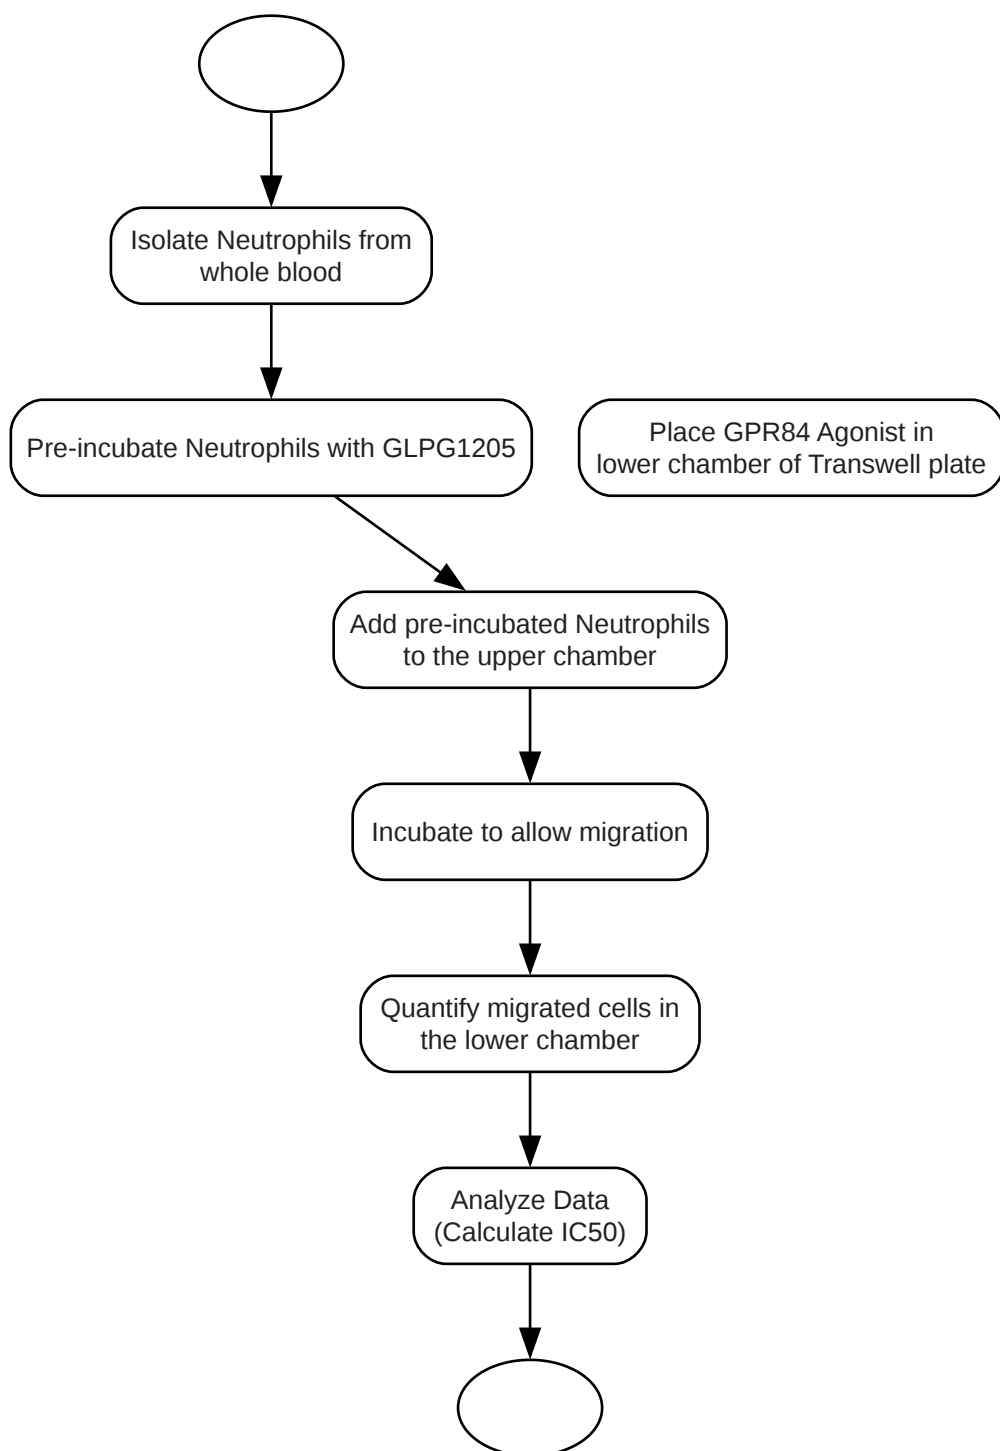 Isolate Neutrophils from
whole blood
Pre-incubate Neutrophils with GLPG1205
Place GPR84 Agonist in
lower chamber of Transwell plate
Add pre-incubated Neutrophils
to the upper chamber
Incubate to allow migration
Quantify migrated cells in
the lower chamber
Analyze Data
(Calculate IC50)